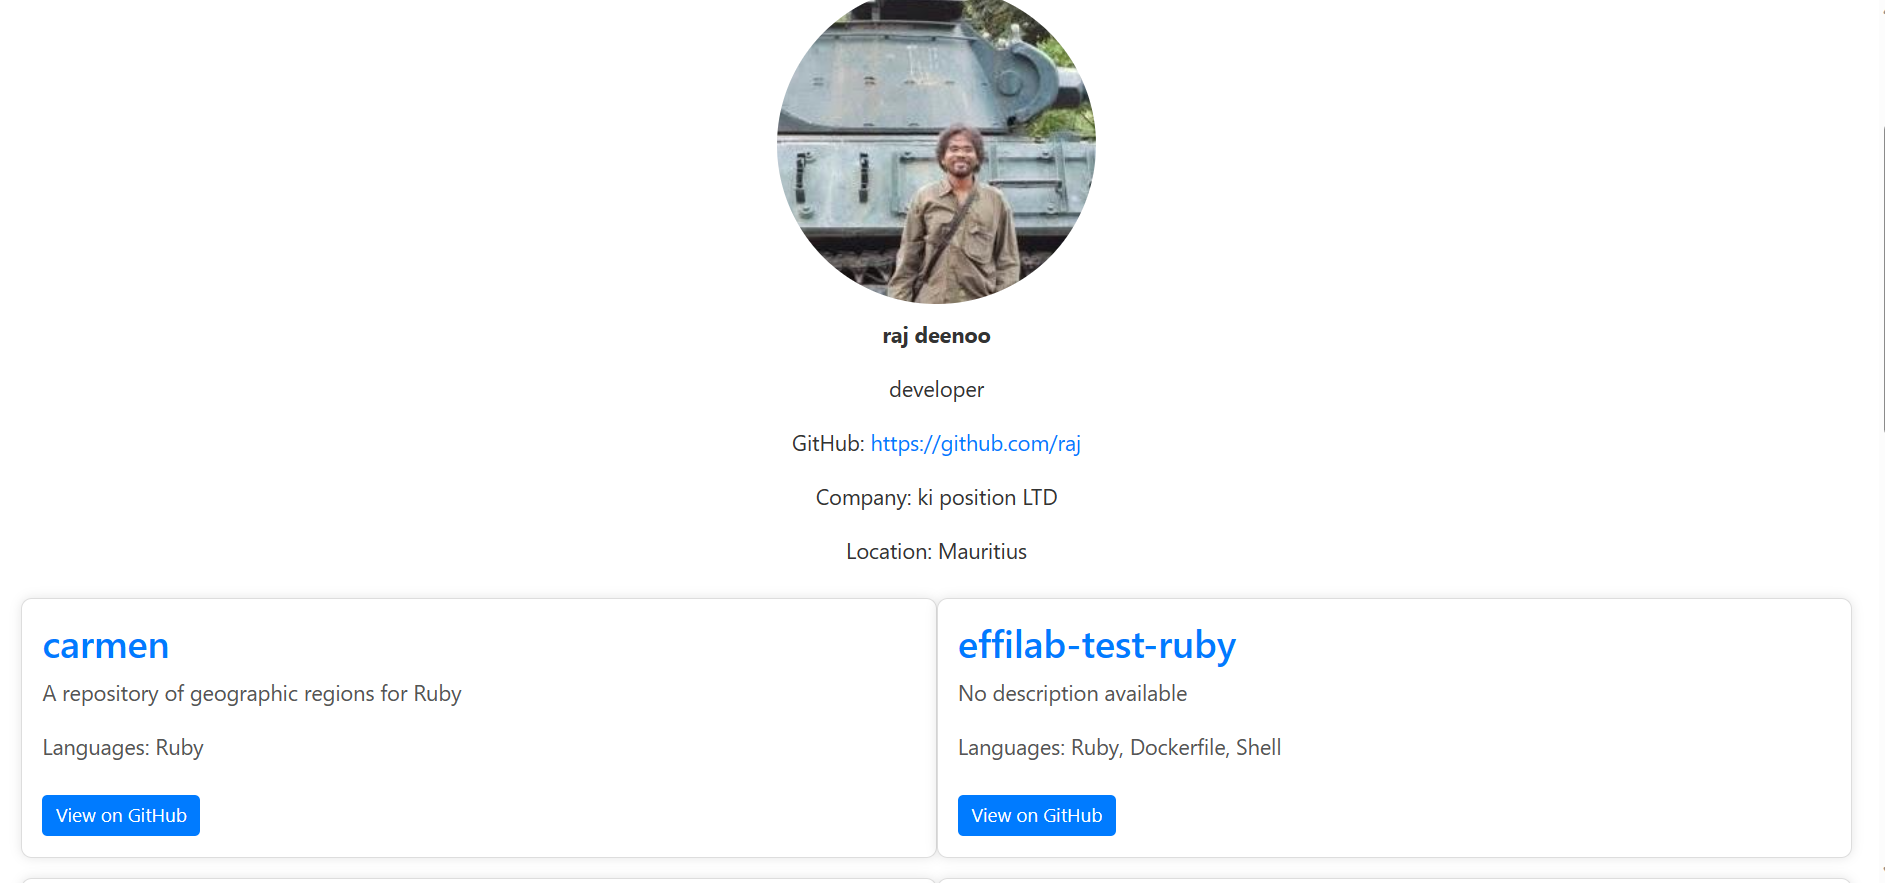 raj deenoo
developer
GitHub: https://github.com/raj
Company: ki position LTD
Location: Mauritius
carmen
A repository of geographic regions for Ruby
Languages: Ruby
View on GitHub
effilab-test-ruby
No description available
Languages: Ruby, Dockerfile, Shell
View on GitHub